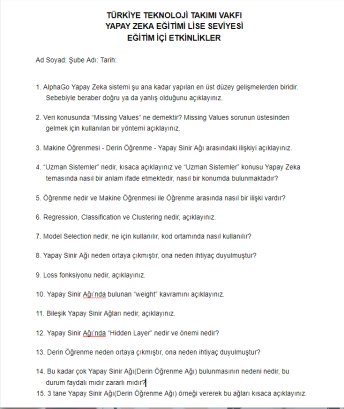 TÜRKİYE TEKNOLOJİ TAKIMI VAKFI
YAPAY ZEKA EĞİTİMİ LİSE SEVİYESİ
EĞİTİM İÇİ ETKİNLİKLER
Ad Soyad: Şube Adı: Tarih:
1. AlphaGo Yapay Zeka sistemi şu ana kadar yapılan en üst düzey gelişmelerden biridir.
Sebebiyle beraber doğru ya da yanlış olduğunu açıklayınız.
2. Veri konusunda “Missing Values” ne demektir? Missing Values sorunun üstesinden
gelmek için kullanılan bir yöntemi açıklayınız.
3. Makine Öğrenmesi - Derin Öğrenme - Yapay Sinir Ağı arasındaki ilişkiyi açıklayınız.
4. “Uzman Sistemler” nedir, kısaca açıklayınız ve “Uzman Sistemler” konusu Yapay Zeka
temasında nasıl bir anlam ifade etmektedir, nasıl bir konumda bulunmaktadır?
5. Öğrenme nedir ve Makine Öğrenmesi ile Öğrenme arasında nasıl bir ilişki vardır?
6. Regression, Classification ve Clustering nedir, açıklayınız.
7. Model Selection nedir, ne için kullanılır, kod ortamında nasıl kullanılır?
8. Yapay Sinir Ağı neden ortaya çıkmıştır, ona neden ihtiyaç duyulmuştur?
9. Loss fonksiyonu nedir, açıklayınız.
10. Yapay Sinir Ağı’nda bulunan “weight” kavramını açıklayınız.
11. Bileşik Yapay Sinir Ağları nedir, açıklayınız.
12. Yapay Sinir Ağı’nda “Hidden Layer” nedir ve önemi nedir?
13. Derin Öğrenme neden ortaya çıkmıştır, ona neden ihtiyaç duyulmuştur?
14. Bu kadar çok Yapay Sinir Ağı(Derin Öğrenme Ağı) bulunmasının nedeni nedir, bu
durum faydalı mıdır zararlı mıdır?
15. 3 tane Yapay Sinir Ağı(Derin Öğrenme Ağı) örneği vererek bu ağları kısaca açıklayınız.